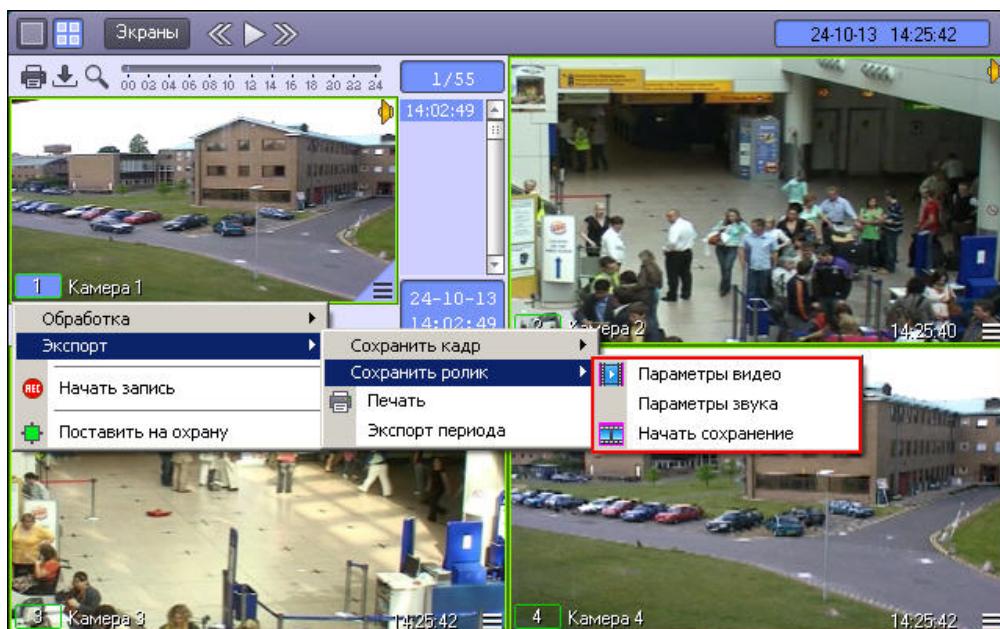 Экраны
24-10-13 14:25:42
00 02 04 06 08 10 12 14 16 18 20 22 24
1/55
14:02:49
1 Камера 1
24-10-13
14:02:49
2 Камера 2
14:25:40
Обработка
Экспорт
REC Начать запись
Поставить на охрану
Сохранить кадр
Сохранить ролик
Печать
Экспорт периода
Параметры видео
Параметры звука
Начать сохранение
3 Камера 3
14:25:42
4 Камера 4
14:25:42